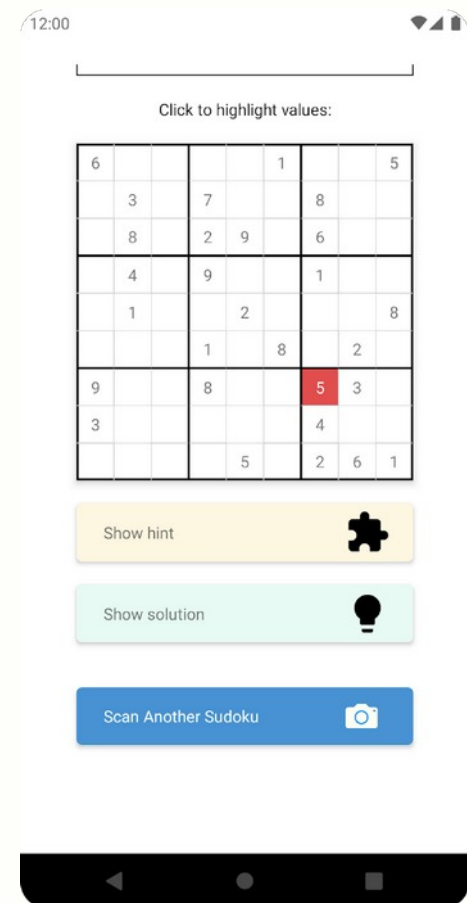 12:00
Click to highlight values:
6 1 5
3 7 8
8 2 9 6
4 9 1
1 2 8
1 8 2
9 8 5 3
3 4
5 2 6 1
Show hint
Show solution
Scan Another Sudoku